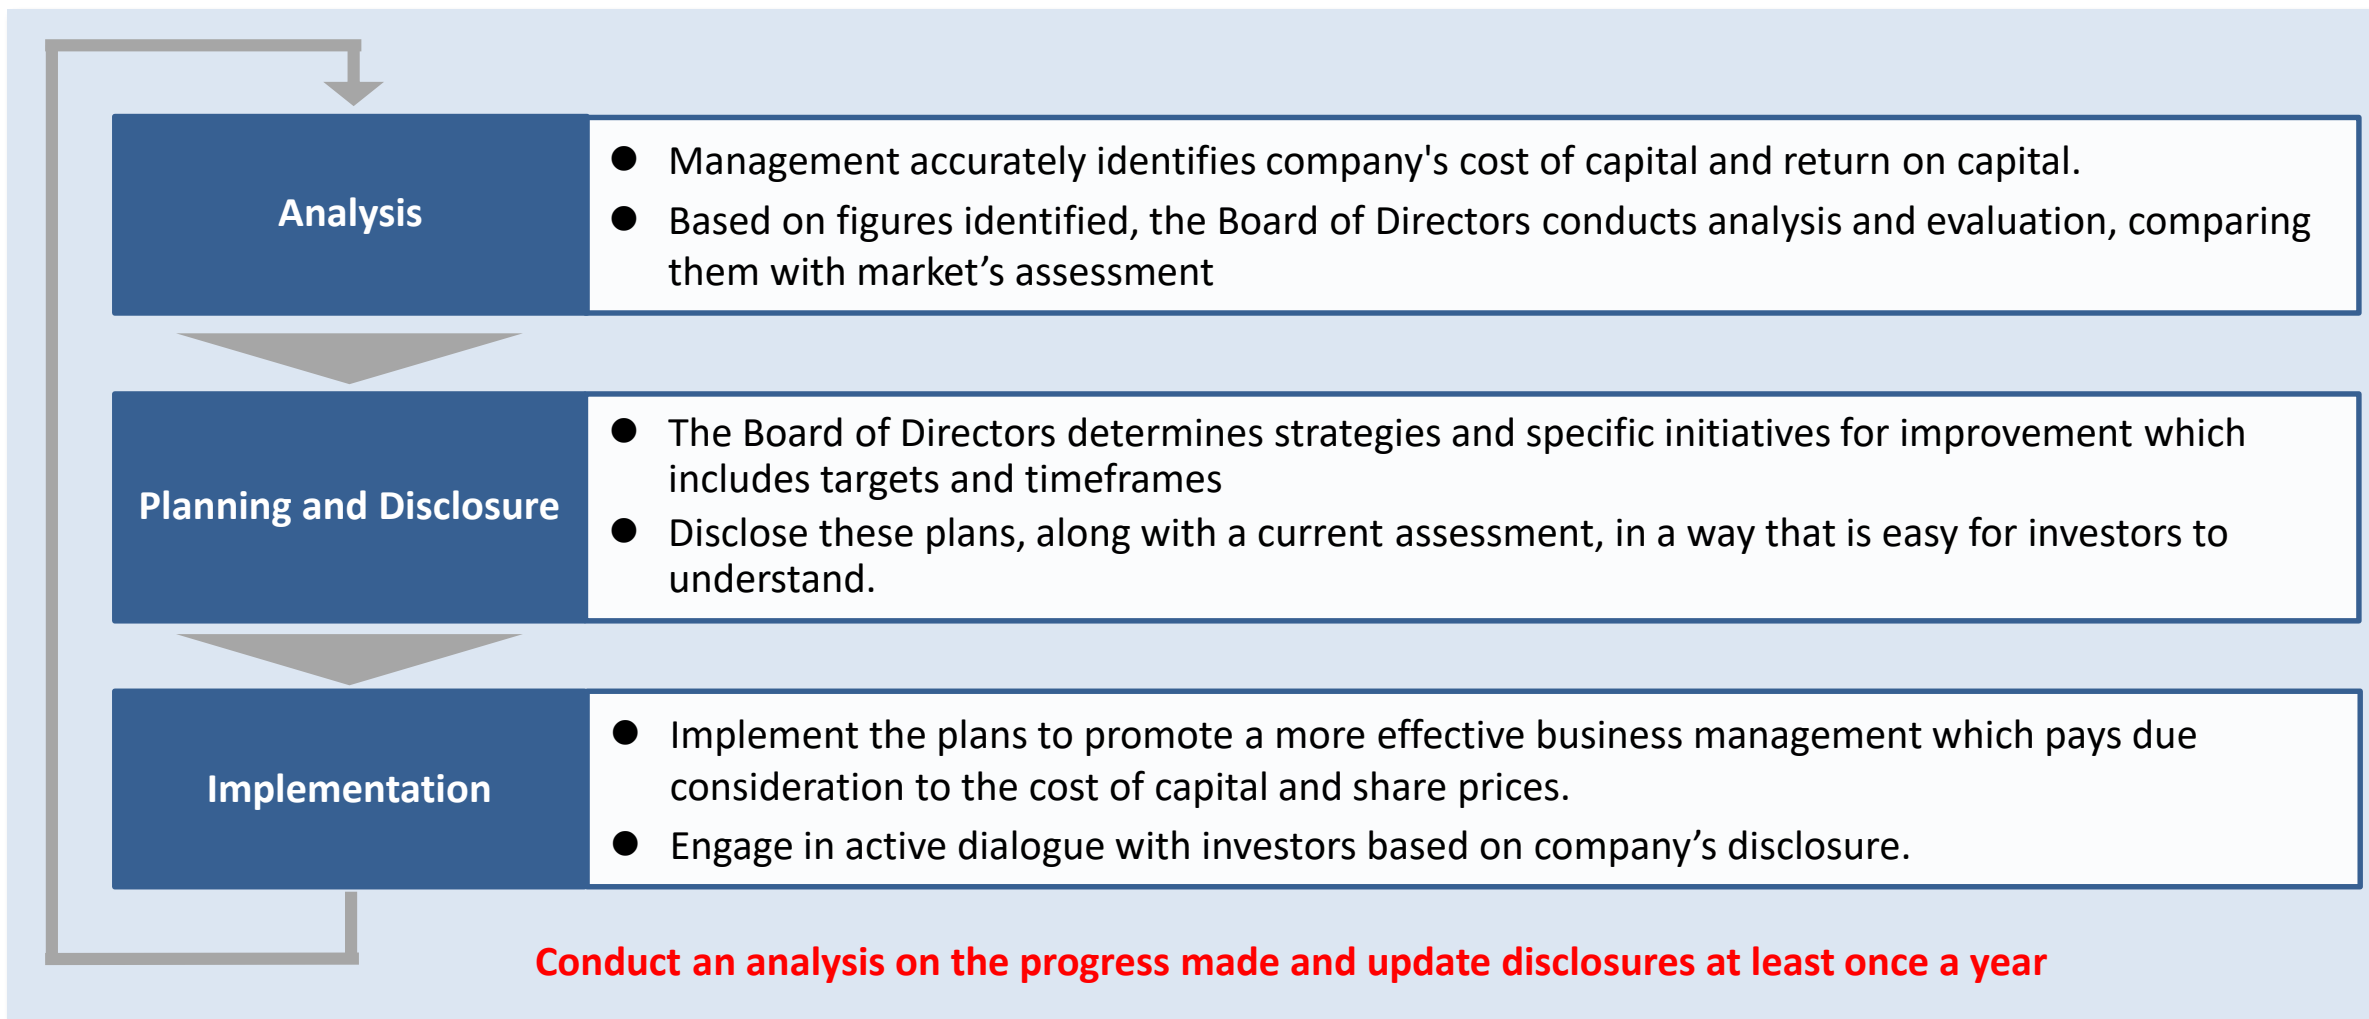 Analysis
● Management accurately identifies company's cost of capital and return on capital.
● Based on figures identified, the Board of Directors conducts analysis and evaluation, comparing
them with market’s assessment
Planning and Disclosure
● The Board of Directors determines strategies and specific initiatives for improvement which
includes targets and timeframes
● Disclose these plans, along with a current assessment, in a way that is easy for investors to
understand.
Implementation
● Implement the plans to promote a more effective business management which pays due
consideration to the cost of capital and share prices.
● Engage in active dialogue with investors based on company’s disclosure.
Conduct an analysis on the progress made and update disclosures at least once a year